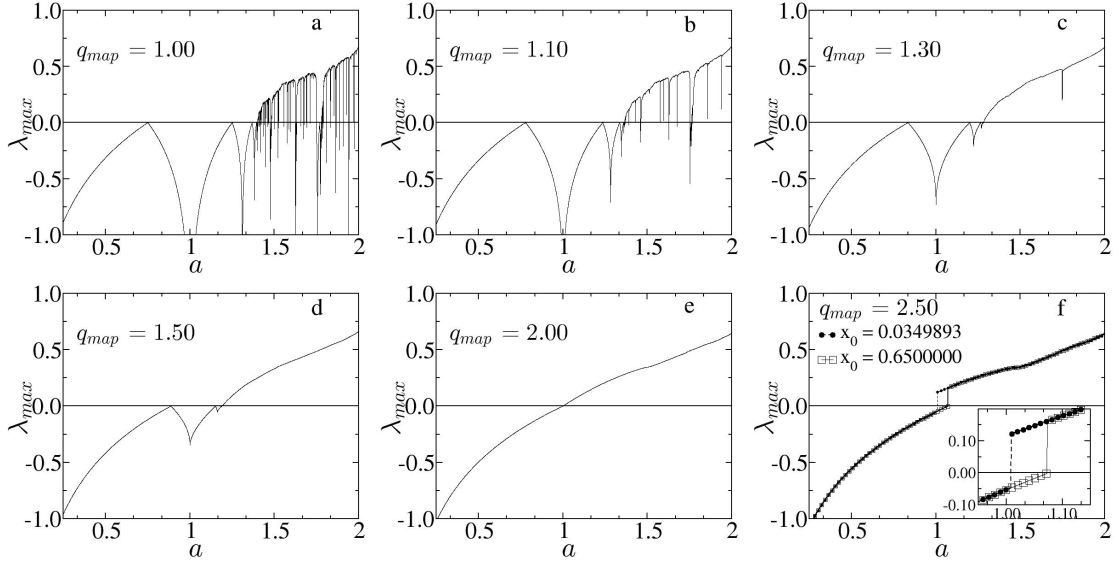 a
q_map = 1.00
1.0
0.5
0.0
-0.5
-1.0
λ_max
0.5 1 1.5 2
a
b
q_map = 1.10
1.0
0.5
0.0
-0.5
-1.0
λ_max
0.5 1 1.5 2
a
c
q_map = 1.30
1.0
0.5
0.0
-0.5
-1.0
λ_max
0.5 1 1.5 2
a
d
q_map = 1.50
1.0
0.5
0.0
-0.5
-1.0
λ_max
0.5 1 1.5 2
a
e
q_map = 2.00
1.0
0.5
0.0
-0.5
-1.0
λ_max
0.5 1 1.5 2
a
f
q_map = 2.50
x₀ = 0.0349893
x₀ = 0.6500000
1.0
0.5
0.0
-0.5
-1.0
λ_max
0.10
0.00
-0.10
1.00 1.10
0.5 1 1.5 2
a